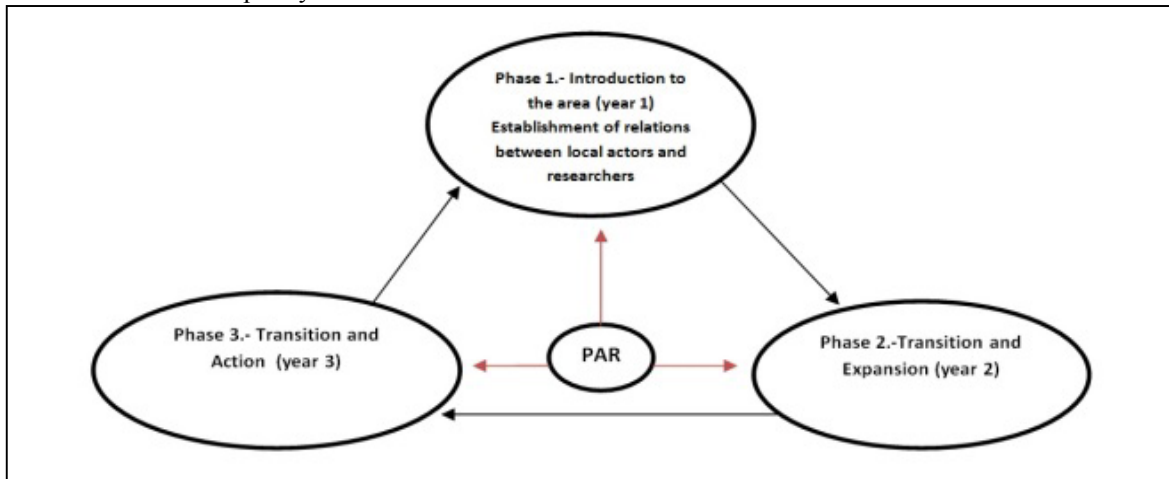 Phase 1.- Introduction to
the area (year 1)
Establishment of relations
between local actors and
researchers
Phase 3.- Transition and
Action (year 3)
PAR
Phase 2.-Transition and
Expansion (year 2)